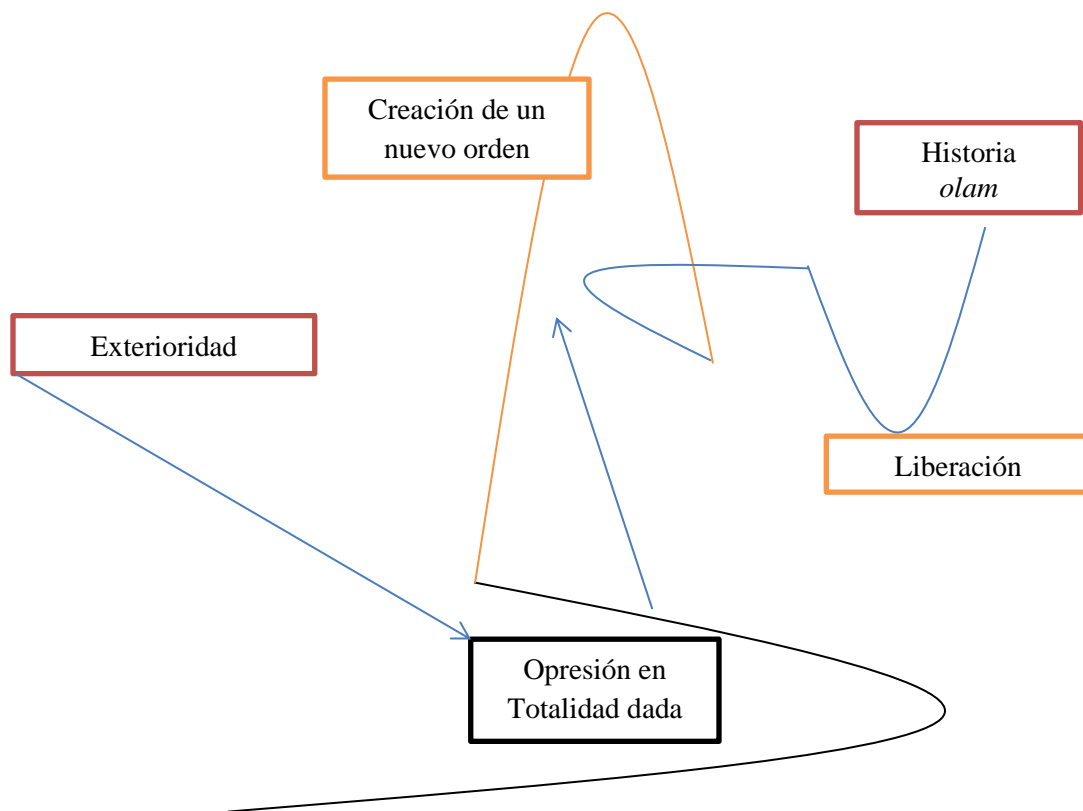 Creación de un
nuevo orden
Historia
olam
Exterioridad
Liberación
Opresión en
Totalidad dada